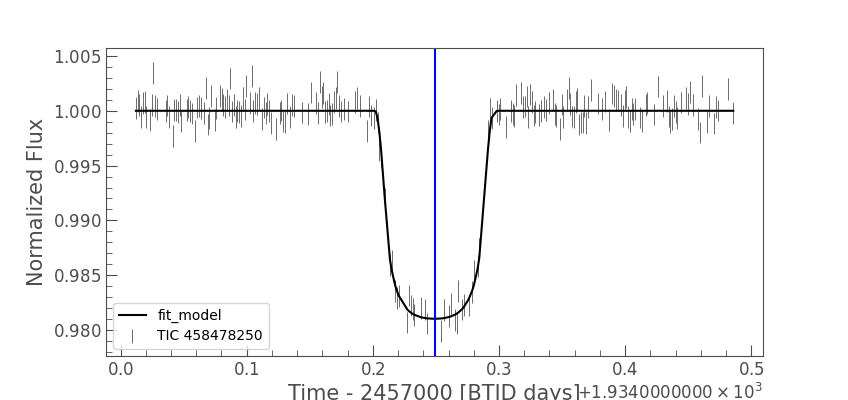 1.005
1.000
0.995
0.990
0.985
0.980
Normalized Flux
fit_model
TIC 458478250
0.0 0.1 0.2 0.3 0.4 0.5
Time - 2457000 [BTJD days]
+1.9340000000 × 10³